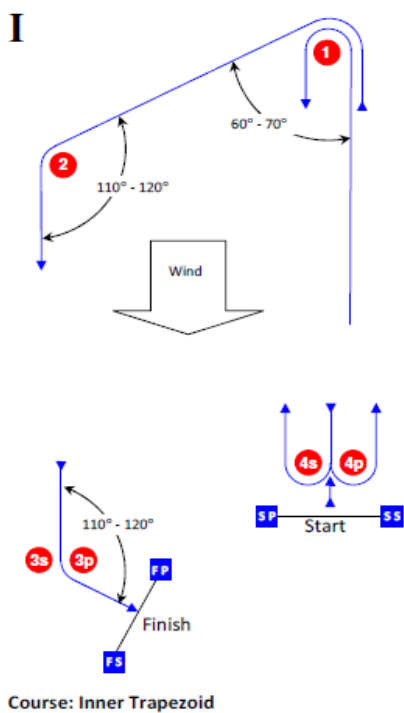 I
1
60° - 70°
2
110° - 120°
Wind
4s 4p
SP SS
Start
110° - 120°
3s 3p
FP
Finish
FS
Course: Inner Trapezoid